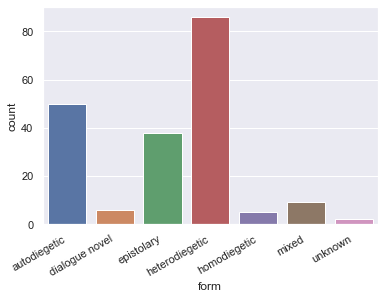 80
60
40
20
0
count
autodiegetic
dialogue novel
epistolary
heterodiegetic
homodiegetic
mixed
unknown
form